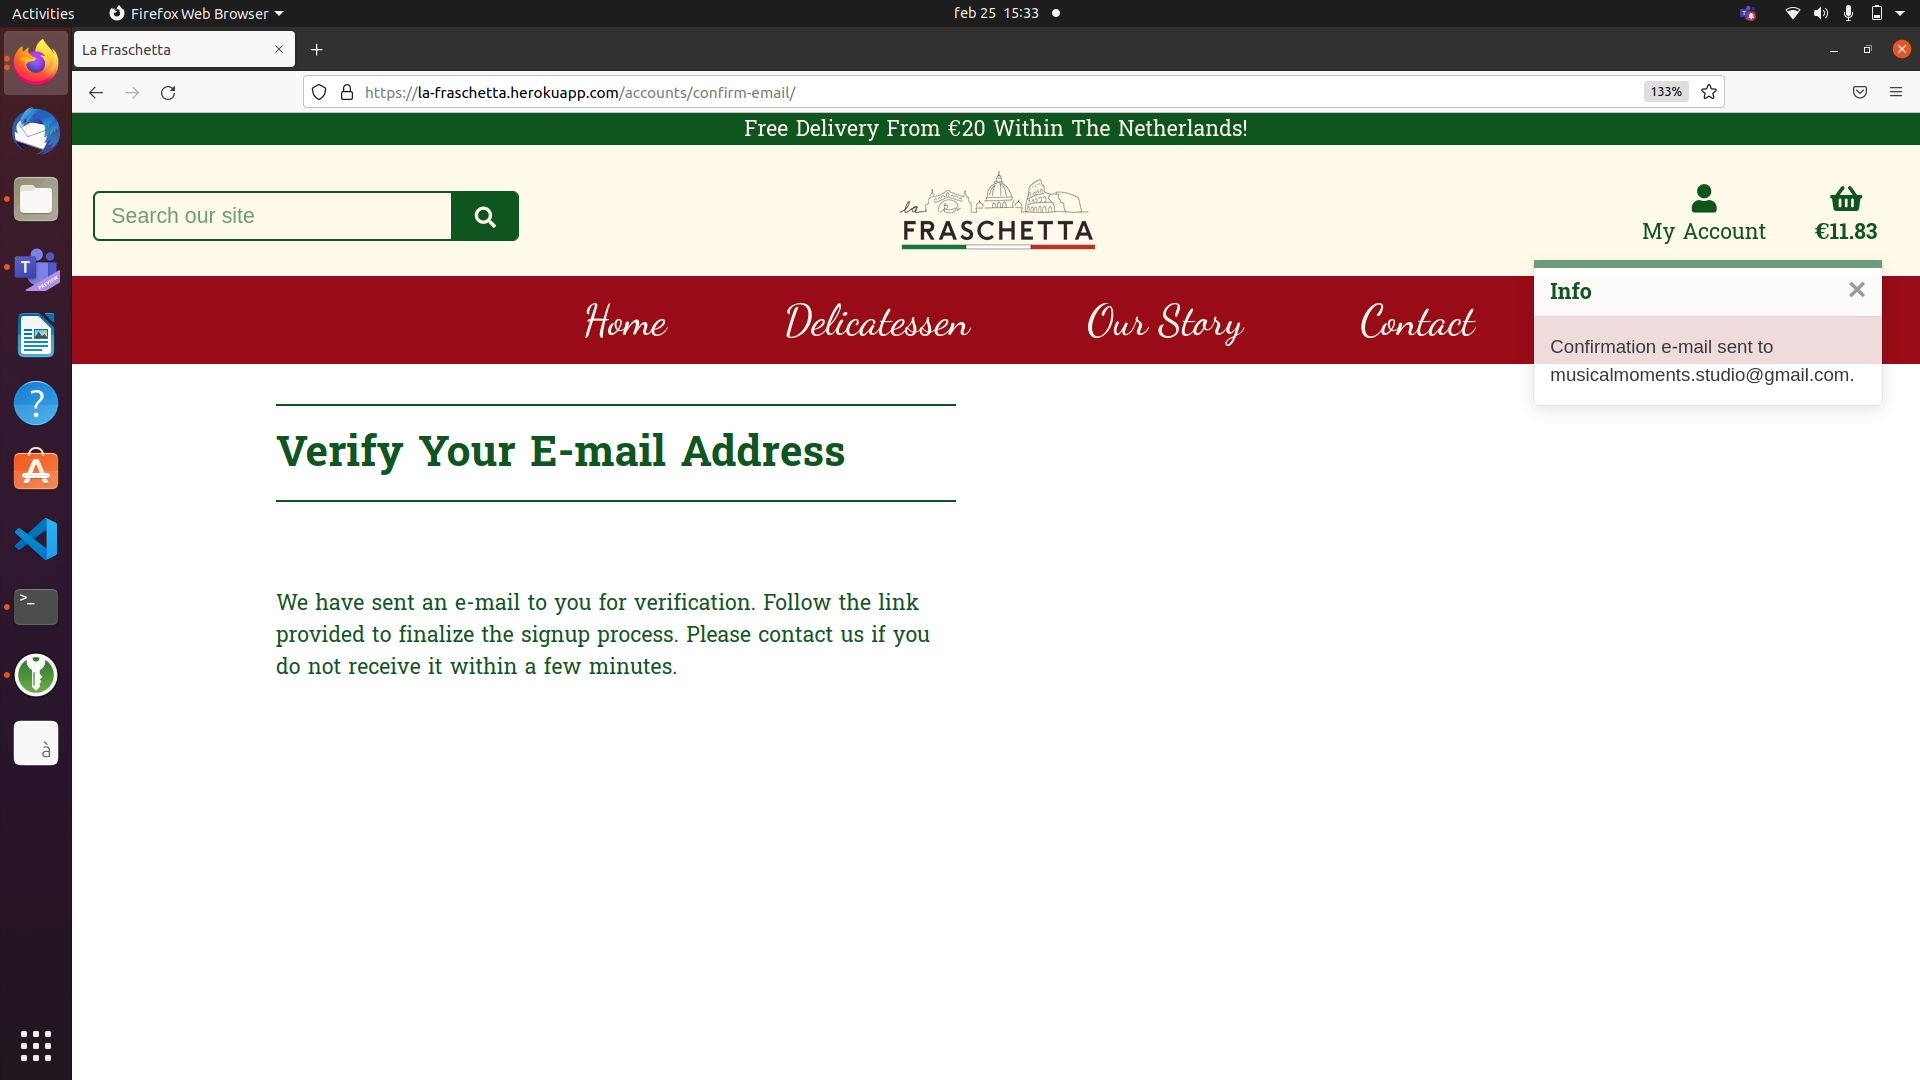 Activities
Firefox Web Browser
feb 25 15:33
La Fraschetta
https://la-fraschetta.herokuapp.com/accounts/confirm-email/
133%
Free Delivery From €20 Within The Netherlands!
Search our site
la
FRASCHETTA
My Account
€11.83
Home
Delicatessen
Our Story
Contact
Info
Confirmation e-mail sent to
musicalmoments.studio@gmail.com.
Verify Your E-mail Address
We have sent an e-mail to you for verification. Follow the link
provided to finalize the signup process. Please contact us if you
do not receive it within a few minutes.